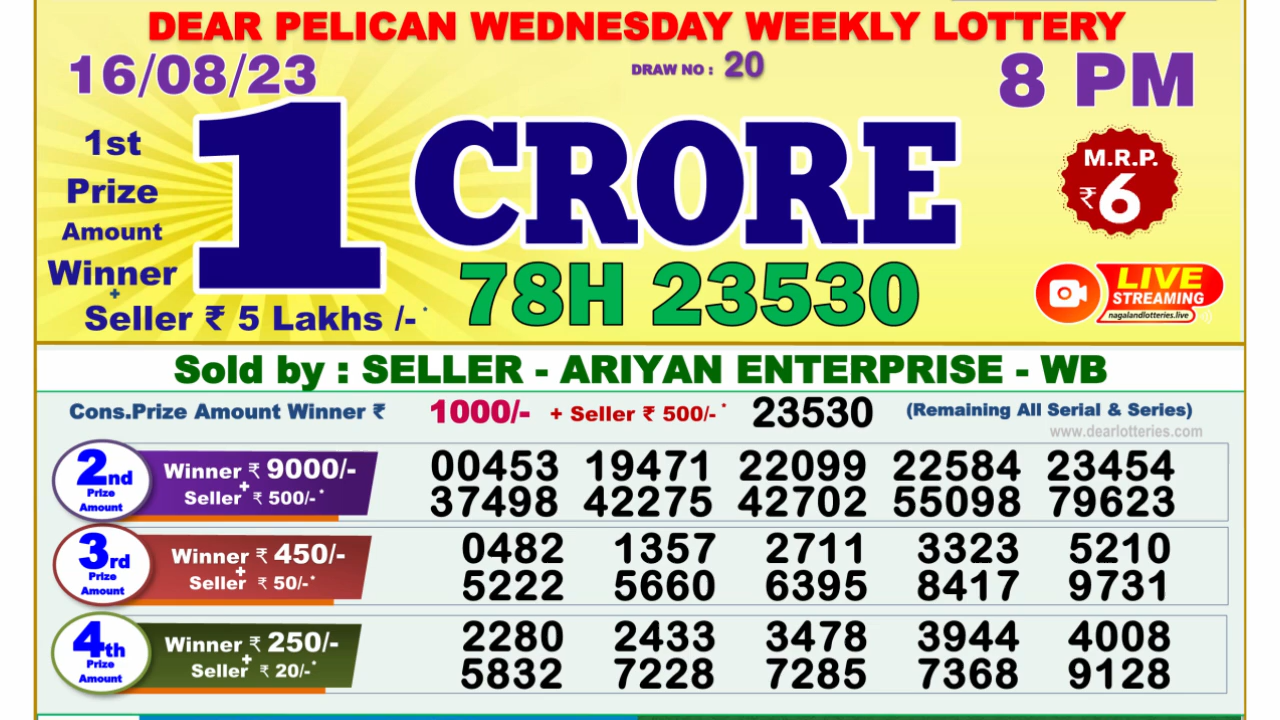 DEAR PELICAN WEDNESDAY WEEKLY LOTTERY
16/08/23
DRAW NO : 20
8 PM
1st
Prize
Amount
Winner
+
Seller ₹ 5 Lakhs /-*
1 CRORE
78H 23530
M.R.P.
₹6
LIVE
STREAMING
nagalandlotteries.live
Sold by : SELLER - ARIYAN ENTERPRISE - WB
Cons.Prize Amount Winner ₹ 1000/- + Seller ₹ 500/-* 23530 (Remaining All Serial & Series)
www.dearlotteries.com
2nd
Prize
Amount
Winner ₹ 9000/-
+
Seller ₹ 500/-*
00453 19471 22099 22584 23454
37498 42275 42702 55098 79623
3rd
Prize
Amount
Winner ₹ 450/-
+
Seller ₹ 50/-*
0482 1357 2711 3323 5210
5222 5660 6395 8417 9731
4th
Prize
Amount
Winner ₹ 250/-
+
Seller ₹ 20/-*
2280 2433 3478 3944 4008
5832 7228 7285 7368 9128